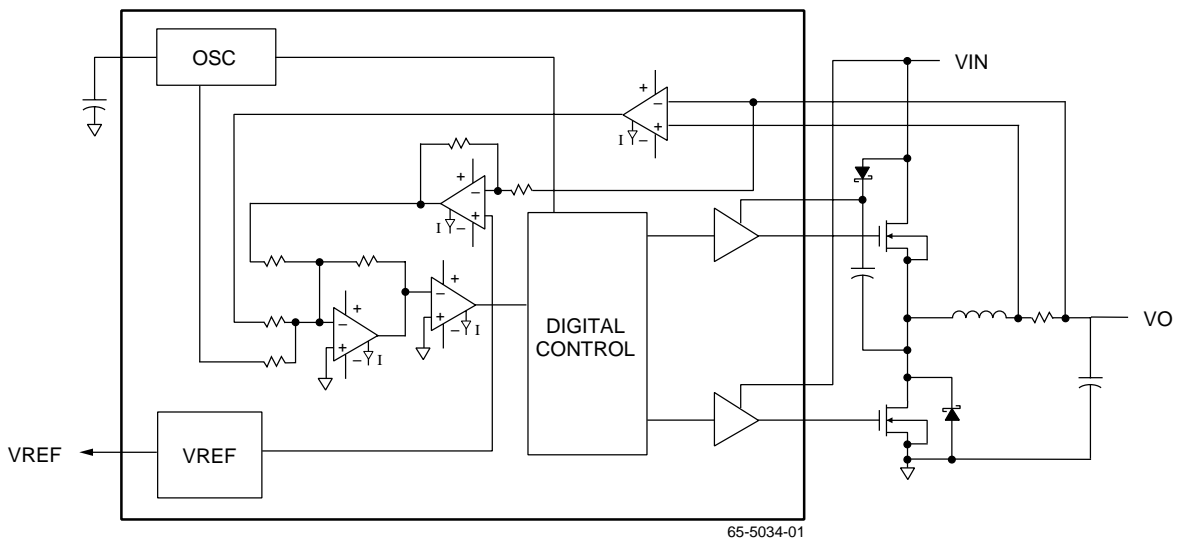 OSC
VIN
+
−
+
I
−
+
−
+
I
−
+
−
+
I
−
+
−
+
I
−
DIGITAL
CONTROL
VO
VREF
VREF
65-5034-01